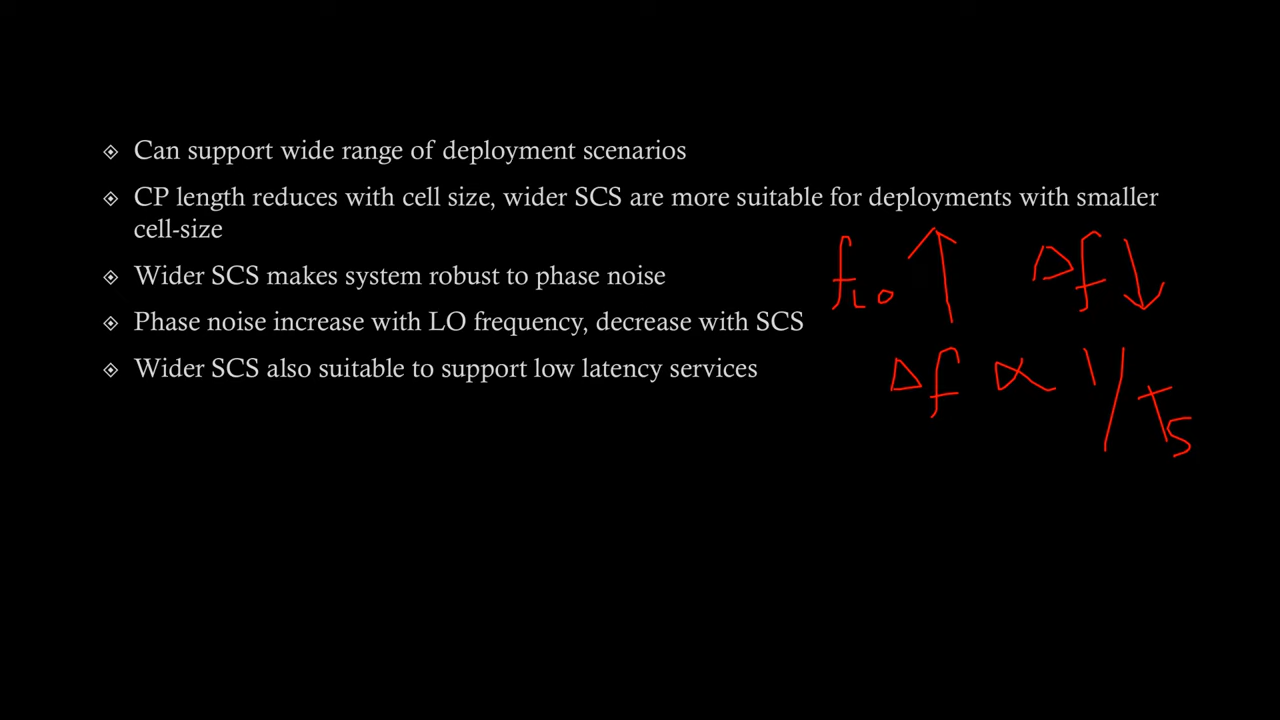 Can support wide range of deployment scenarios
CP length reduces with cell size, wider SCS are more suitable for deployments with smaller
cell-size
f_LO ↑ Δf ↓
Wider SCS makes system robust to phase noise
Phase noise increase with LO frequency, decrease with SCS
Δf ∝ 1/T_S
Wider SCS also suitable to support low latency services